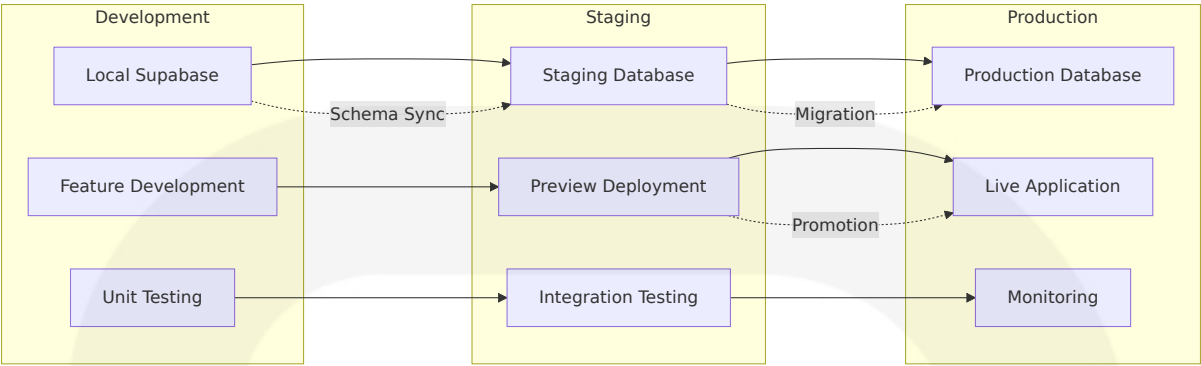 Development
Staging
Production
Local Supabase
Staging Database
Production Database
Schema Sync
Migration
Feature Development
Preview Deployment
Live Application
Promotion
Unit Testing
Integration Testing
Monitoring